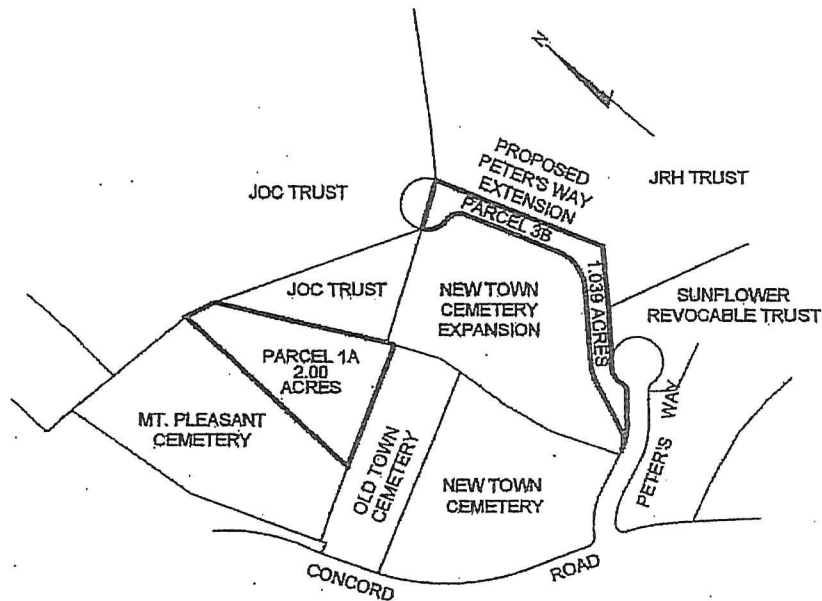 N
PROPOSED
PETER'S WAY
EXTENSION
JRH TRUST
JOC TRUST
PARCEL 3B
1.039 ACRES
JOC TRUST
NEW TOWN
CEMETERY
EXPANSION
SUNFLOWER
REVOCABLE TRUST
PARCEL 1A
2.00
ACRES
MT. PLEASANT
CEMETERY
OLD TOWN
CEMETERY
NEW TOWN
CEMETERY
PETER'S WAY
CONCORD ROAD